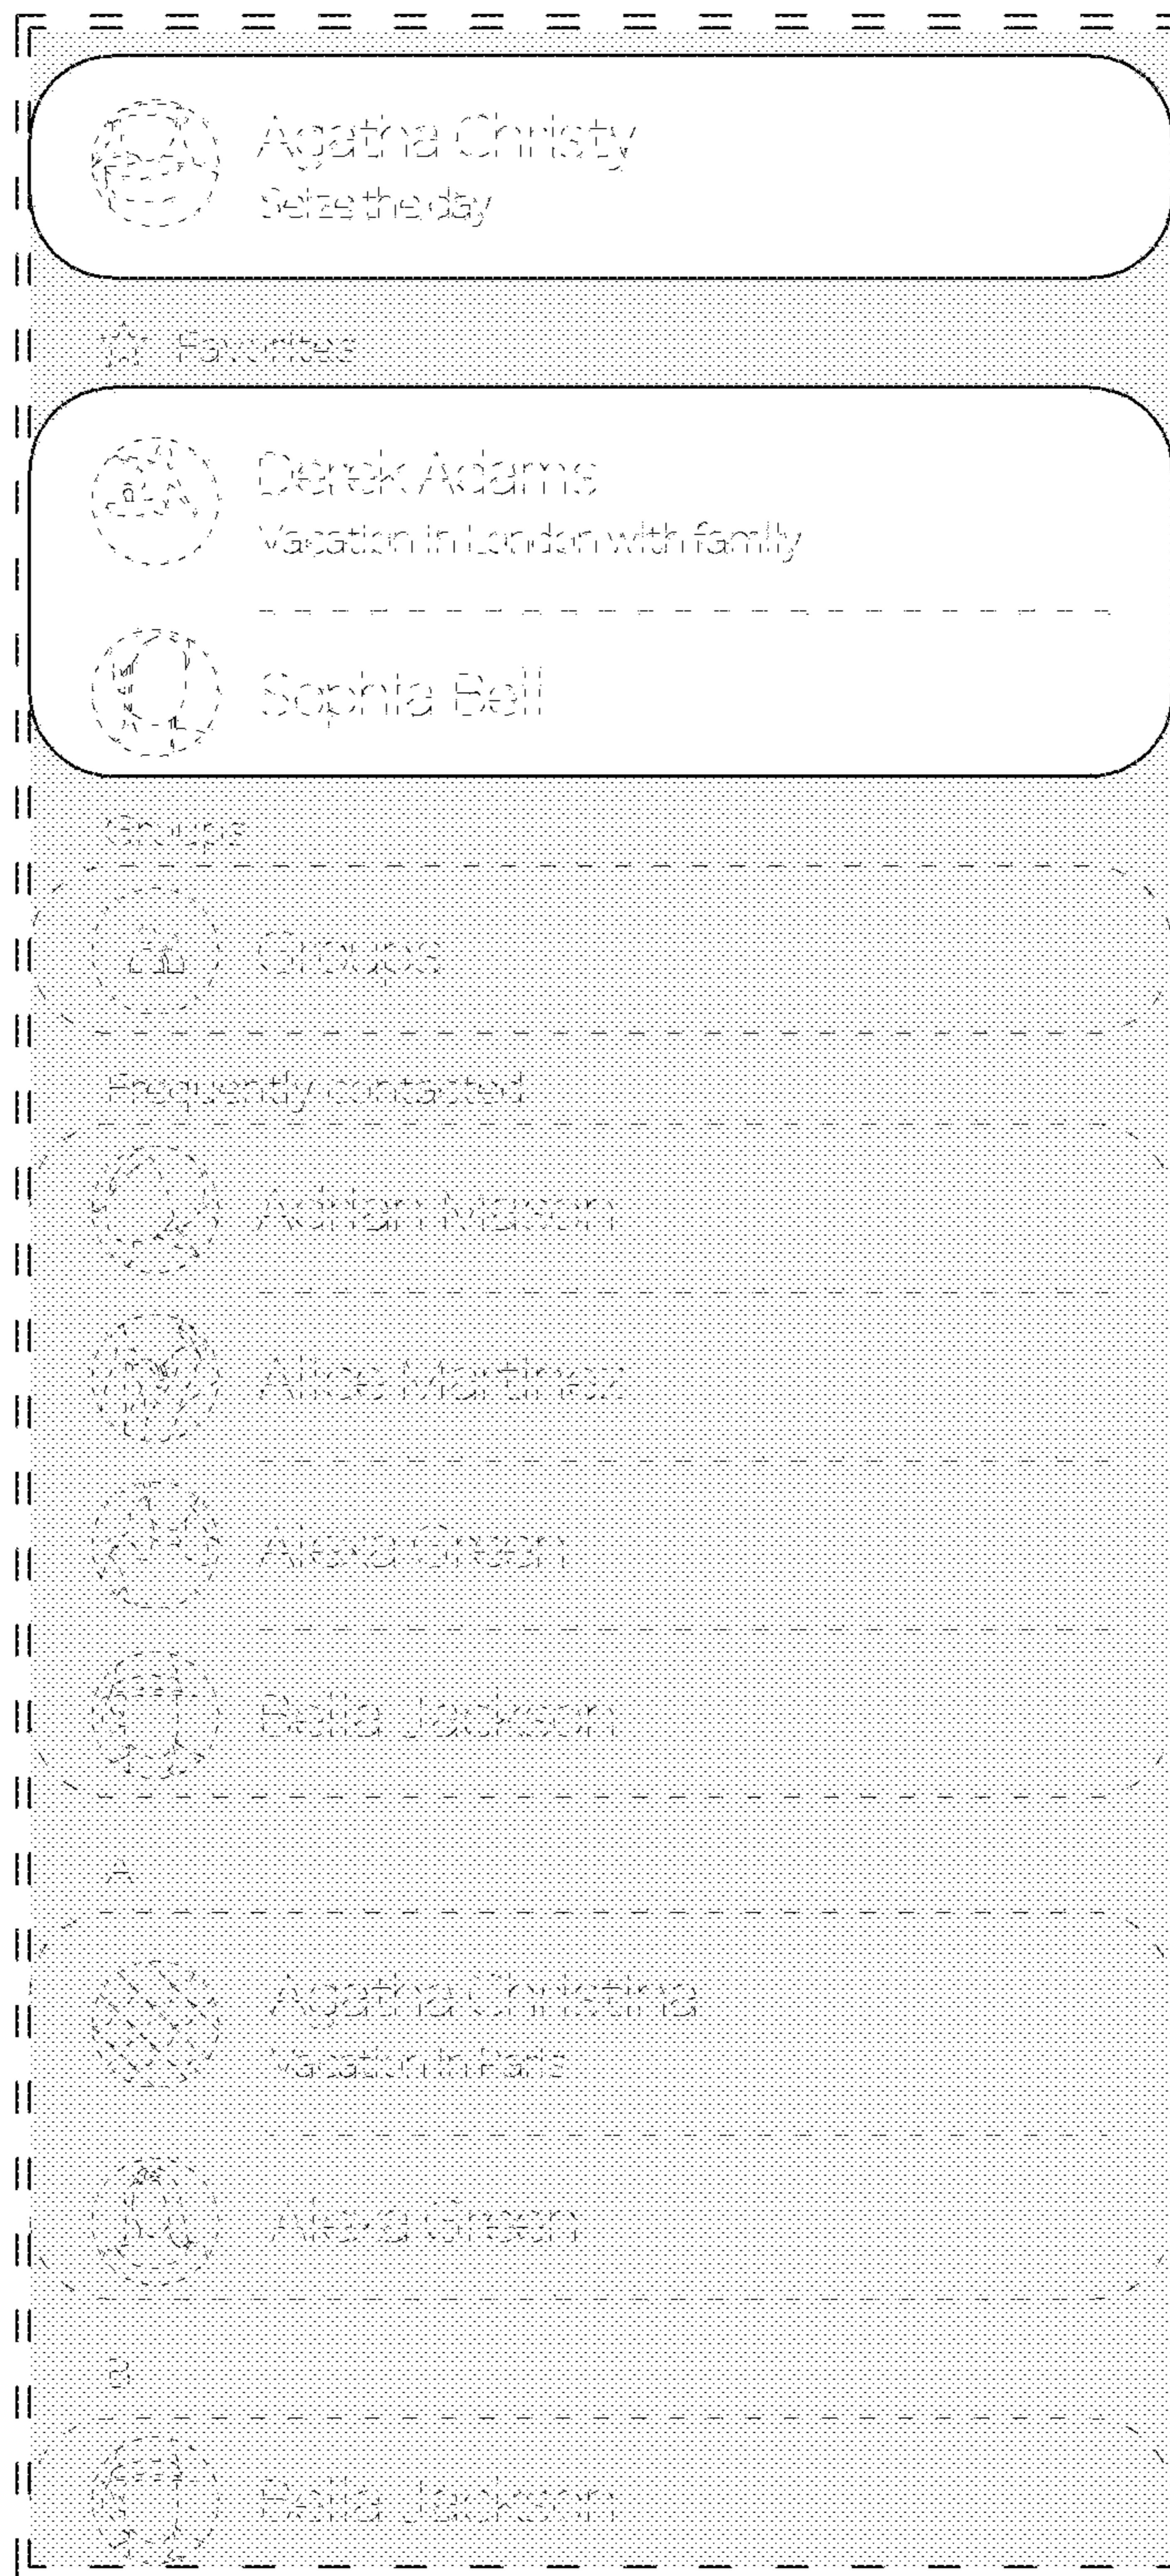 Agatha Christy
Seize the day
Favorites
Derek Adams
Vacation in London with family
Sophia Bell
Groups
Groups
Frequently contacted
Adrian Mason
Alice Martinez
Alexa Green
Bella Jackson
A
Agatha Christina
Vacation in Paris
Alexa Green
B
Bella Jackson